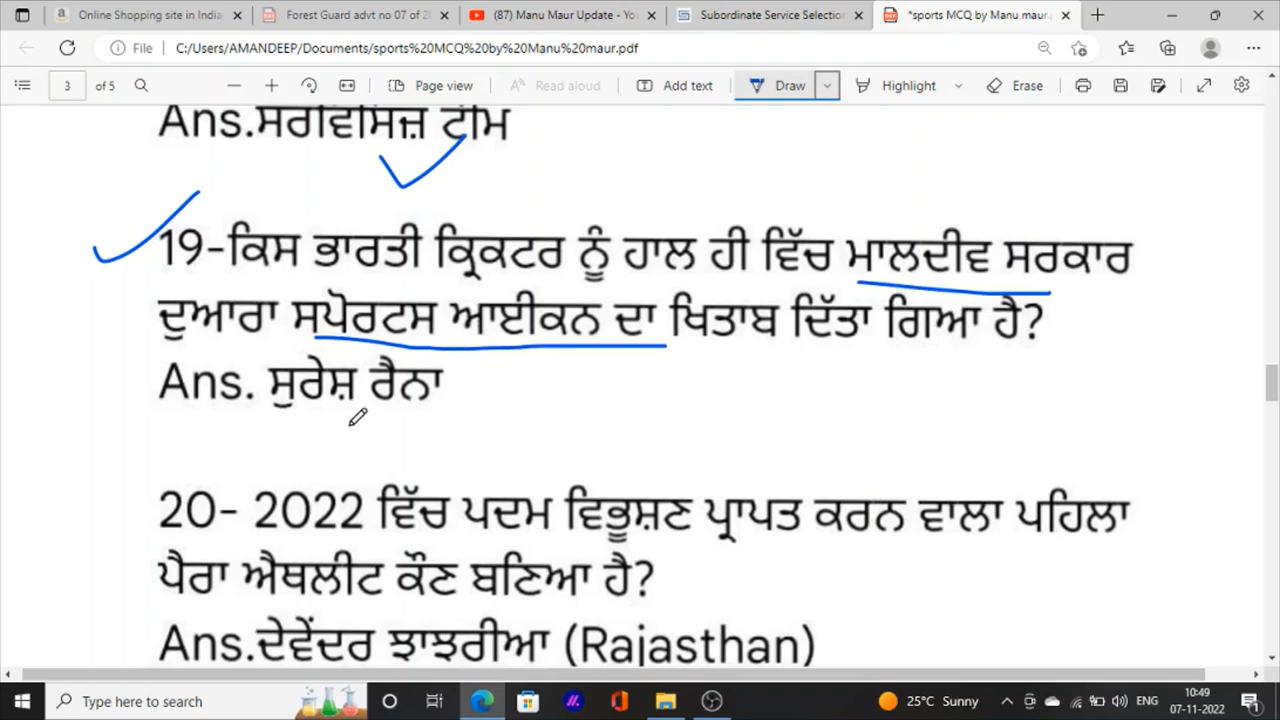 Online Shopping site in India
Forest Guard advt no 07 of 2
(87) Manu Maur Update - You
Subordinate Service Selection
*sports MCQ by Manu maur.p
File
C:/Users/AMANDEEP/Documents/sports%20MCQ%20by%20Manu%20maur.pdf
3 of 5
Page view
Read aloud
Add text
Draw
Highlight
Erase
Ans.ਸਰਵਿਸਿਜ਼ ਟੀਮ
19-ਕਿਸ ਭਾਰਤੀ ਕ੍ਰਿਕਟਰ ਨੂੰ ਹਾਲ ਹੀ ਵਿੱਚ ਮਾਲਦੀਵ ਸਰਕਾਰ
ਦੁਆਰਾ ਸਪੋਰਟਸ ਆਈਕਨ ਦਾ ਖਿਤਾਬ ਦਿੱਤਾ ਗਿਆ ਹੈ?
Ans. ਸੁਰੇਸ਼ ਰੈਨਾ
20- 2022 ਵਿੱਚ ਪਦਮ ਵਿਭੂਸ਼ਣ ਪ੍ਰਾਪਤ ਕਰਨ ਵਾਲਾ ਪਹਿਲਾ
ਪੈਰਾ ਐਥਲੀਟ ਕੌਣ ਬਣਿਆ ਹੈ?
Ans.ਦੇਵੇਂਦਰ ਝਾਝਰੀਆ (Rajasthan)
Type here to search
25°C Sunny
ENG
10:49
07-11-2022